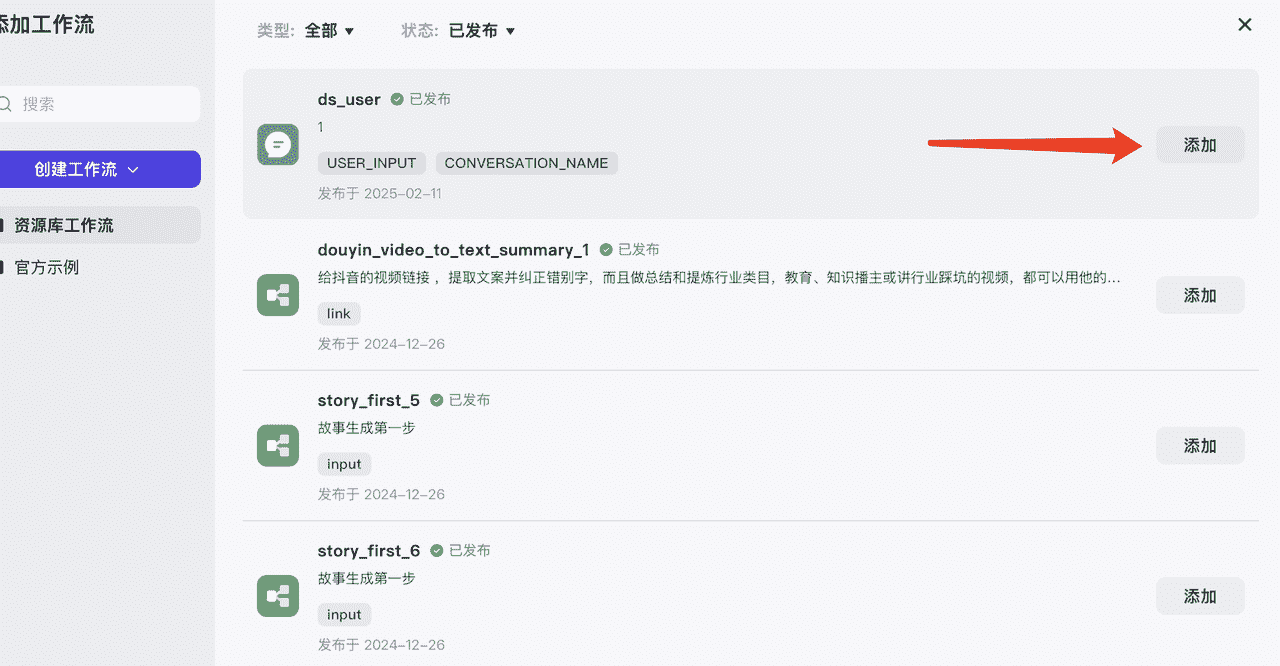 添加工作流
搜索
创建工作流
资源库工作流
官方示例
类型: 全部 状态: 已发布
ds_user 已发布
1
USER_INPUT CONVERSATION_NAME
发布于 2025-02-11
添加
douyin_video_to_text_summary_1 已发布
给抖音的视频链接 ，提取文案并纠正错别字，而且做总结和提炼行业类目，教育、知识播主或讲行业踩坑的视频，都可以用他的...
link
发布于 2024-12-26
添加
story_first_5 已发布
故事生成第一步
input
发布于 2024-12-26
添加
story_first_6 已发布
故事生成第一步
input
发布于 2024-12-26
添加